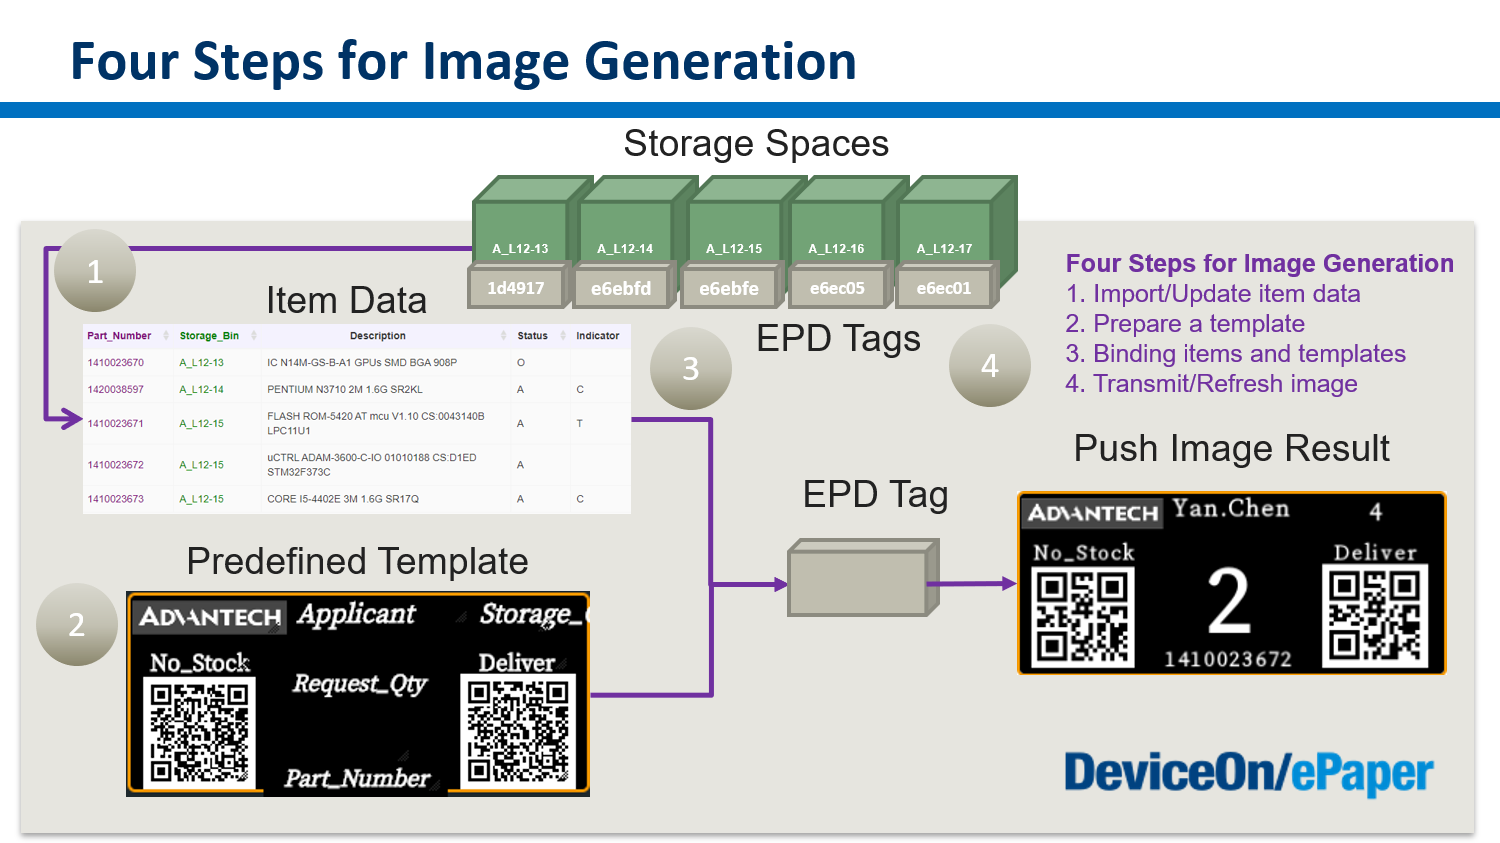 Four Steps for Image Generation
Storage Spaces
A_L12-13 A_L12-14 A_L12-15 A_L12-16 A_L12-17
1d4917 e6ebfd e6ebfe e6ec05 e6ec01
1
Item Data
Part_Number Storage_Bin Description Status Indicator
1410023670 A_L12-13 IC N14M-GS-B-A1 GPUs SMD BGA 908P O
1420038597 A_L12-14 PENTIUM N3710 2M 1.6G SR2KL A C
1410023671 A_L12-15 FLASH ROM-5420 AT mcu V1.10 CS:0043140B A T
LPC11U1
1410023672 A_L12-15 uCTRL ADAM-3600-C-IO 01010188 CS:D1ED A
STM32F373C
1410023673 A_L12-15 CORE I5-4402E 3M 1.6G SR17Q A C
3
EPD Tags
4
Four Steps for Image Generation
1. Import/Update item data
2. Prepare a template
3. Binding items and templates
4. Transmit/Refresh image
Predefined Template
2
ADVANTECH Applicant Storage_
No_Stock Deliver
Request_Qty
Part_Number
EPD Tag
Push Image Result
ADVANTECH Yan.Chen 4
No_Stock Deliver
2
1410023672
DeviceOn/ePaper